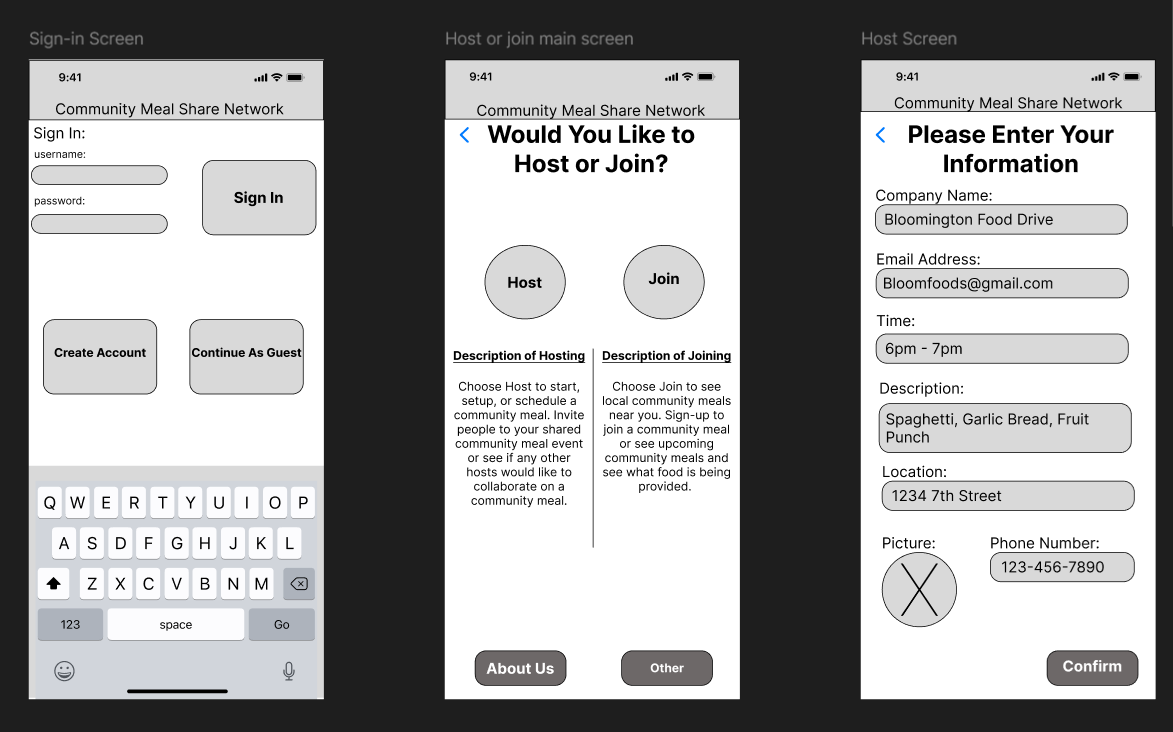 Sign-in Screen
9:41
Community Meal Share Network
Sign In:
username:
password:
Sign In
Create Account
Continue As Guest
Q W E R T Y U I O P
A S D F G H J K L
Z X C V B N M
123 space Go
Host or join main screen
9:41
Community Meal Share Network
Would You Like to
Host or Join?
Host
Join
Description of Hosting
Choose Host to start,
setup, or schedule a
community meal. Invite
people to your shared
community meal event
or see if any other
hosts would like to
collaborate on a
community meal.
Description of Joining
Choose Join to see
local community meals
near you. Sign-up to
join a community meal
or see upcoming
community meals and
see what food is being
provided.
About Us
Other
Host Screen
9:41
Community Meal Share Network
Please Enter Your
Information
Company Name:
Bloomington Food Drive
Email Address:
Bloomfoods@gmail.com
Time:
6pm - 7pm
Description:
Spaghetti, Garlic Bread, Fruit
Punch
Location:
1234 7th Street
Picture:
Phone Number:
123-456-7890
Confirm